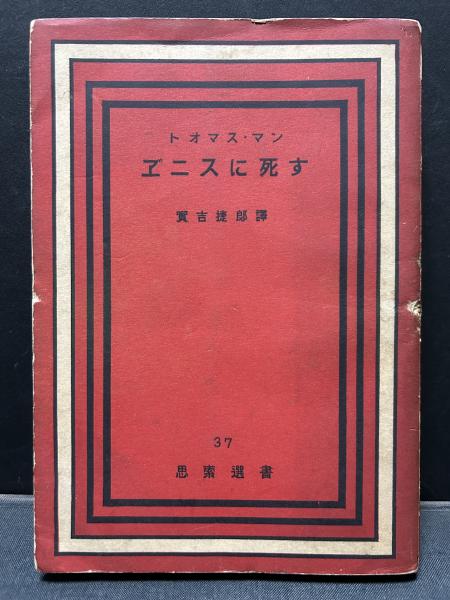 トオマス・マン
ヹニスに死す
實吉捷郎譯
37
思索選書